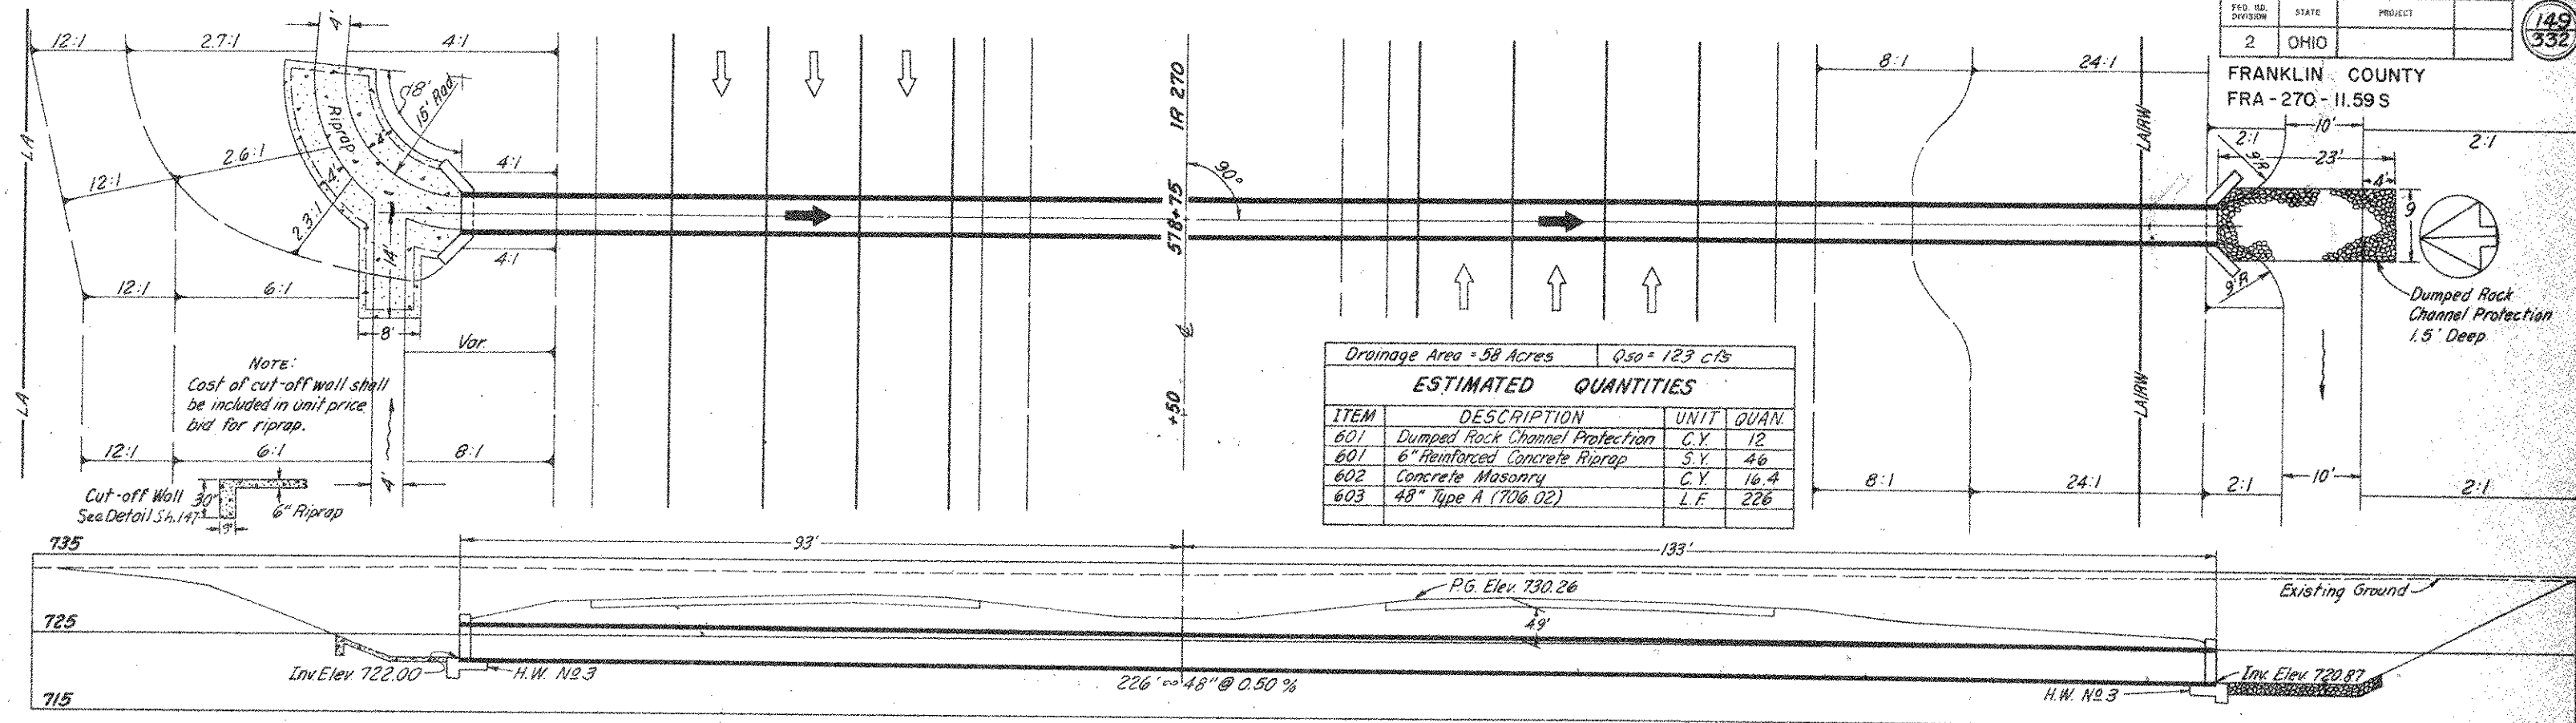 FED. RD. DIVISION STATE PROJECT
2 OHIO
149
332
FRANKLIN COUNTY
FRA-270-11.59 S
12:1 2.7:1 4' 4:1
8:1 24:1
LA
18'
15' Rad.
Riprap
4'
4'
2.6:1
12:1
2.3:1
4:1
4:1
14'
12:1 6:1
8'
Var.
IR 270
90°
578+75
+50
LA/RW
2:1 10' 2:1
9'R
23'
4'
9
9'R
Dumped Rock
Channel Protection
1.5' Deep
NOTE:
Cost of cut-off wall shall
be included in unit price
bid for riprap.
LA
12:1 6:1 4' 8:1
Cut-off Wall
See Detail Sh. 147
30"
9"
6" Riprap
Drainage Area = 58 Acres Q50 = 123 cfs
ESTIMATED QUANTITIES
ITEM DESCRIPTION UNIT QUAN.
601 Dumped Rock Channel Protection C.Y. 12
601 6" Reinforced Concrete Riprap S.Y. 46
602 Concrete Masonry C.Y. 16.4
603 48" Type A (706.02) L.F. 226
LA/RW
8:1 24:1 2:1 10' 2:1
735
93' 133'
P.G. Elev. 730.26
Existing Ground
725
4.9'
Inv. Elev. 722.00
H.W. No 3
226' ∞ 48" @ 0.50 %
Inv. Elev. 720.87
H.W. No 3
715